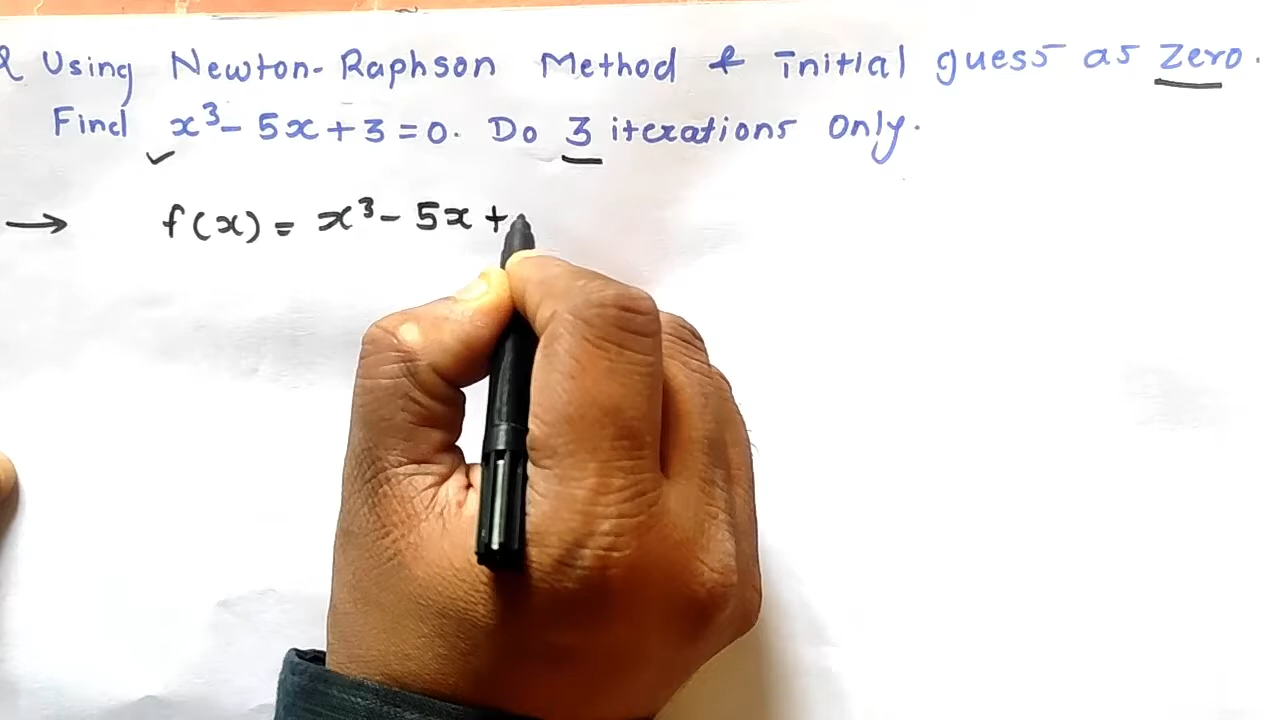 Q Using Newton-Raphson Method & initial guess as zero.
Find x³ - 5x + 3 = 0. Do 3 iterations only.
→ f(x) = x³ - 5x +